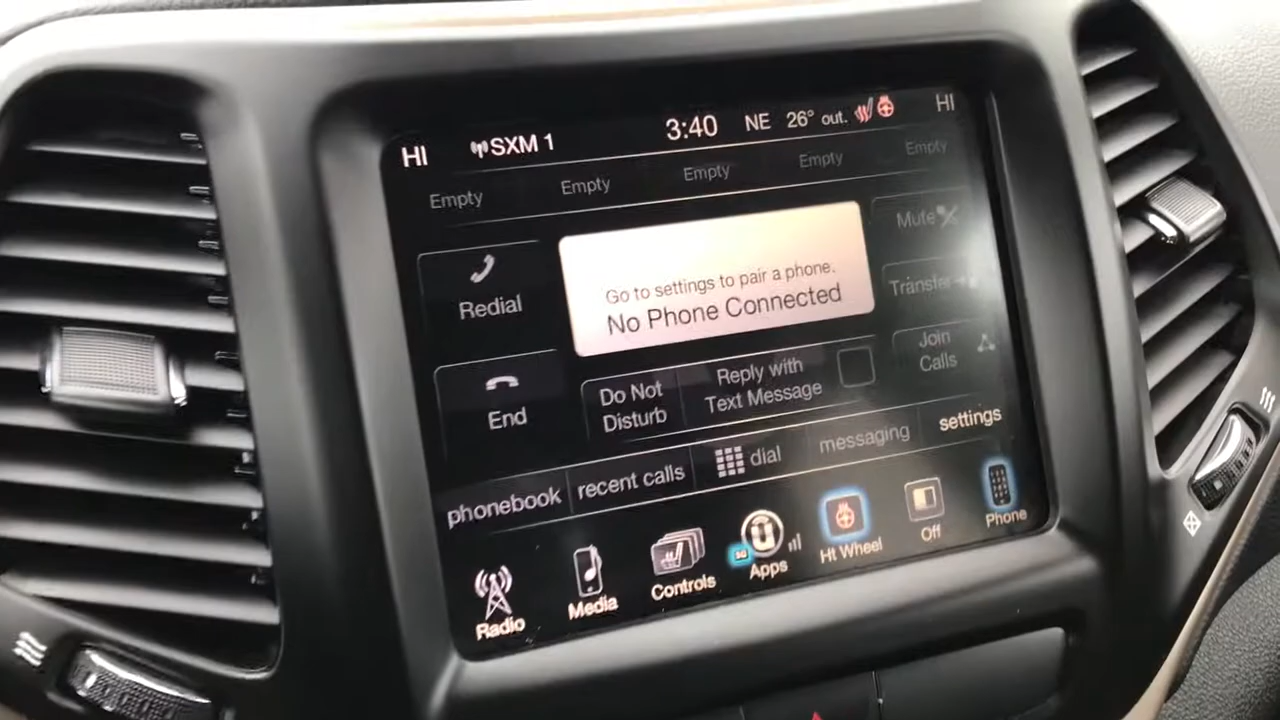 HI SXM 1 3:40 NE 26° out. HI
Empty Empty Empty Empty Empty
Redial
Go to settings to pair a phone.
No Phone Connected
Mute
Transfer
End
Do Not
Disturb
Reply with
Text Message
Join
Calls
phonebook recent calls dial messaging settings
Radio Media Controls 3G Apps Ht Wheel Off Phone